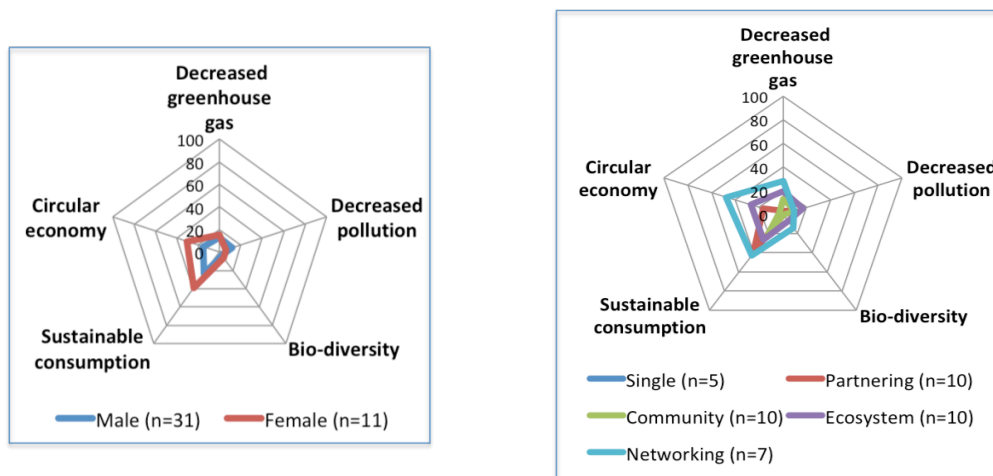 Decreased
greenhouse
gas
100
80
60
40
20
0
Circular
economy
Decreased
pollution
Sustainable
consumption
Bio-diversity
Male (n=31)
Female (n=11)
Decreased
greenhouse
gas
100
80
60
40
20
0
Circular
economy
Decreased
pollution
Sustainable
consumption
Bio-diversity
Single (n=5)
Partnering (n=10)
Community (n=10)
Ecosystem (n=10)
Networking (n=7)